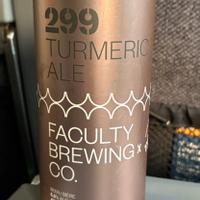 299
TURMERIC
ALE
FACULTY
BREWING ×
CO.